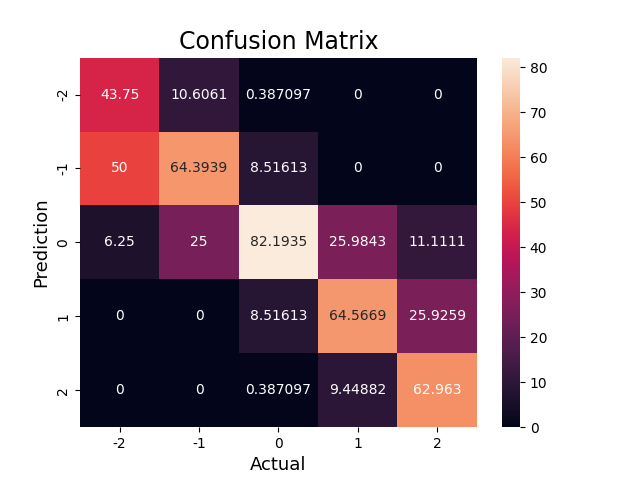 Confusion Matrix
-2 43.75 10.6061 0.387097 0 0
-1 50 64.3939 8.51613 0 0
0 6.25 25 82.1935 25.9843 11.1111
1 0 0 8.51613 64.5669 25.9259
2 0 0 0.387097 9.44882 62.963
-2 -1 0 1 2
Actual
Prediction
80
70
60
50
40
30
20
10
0